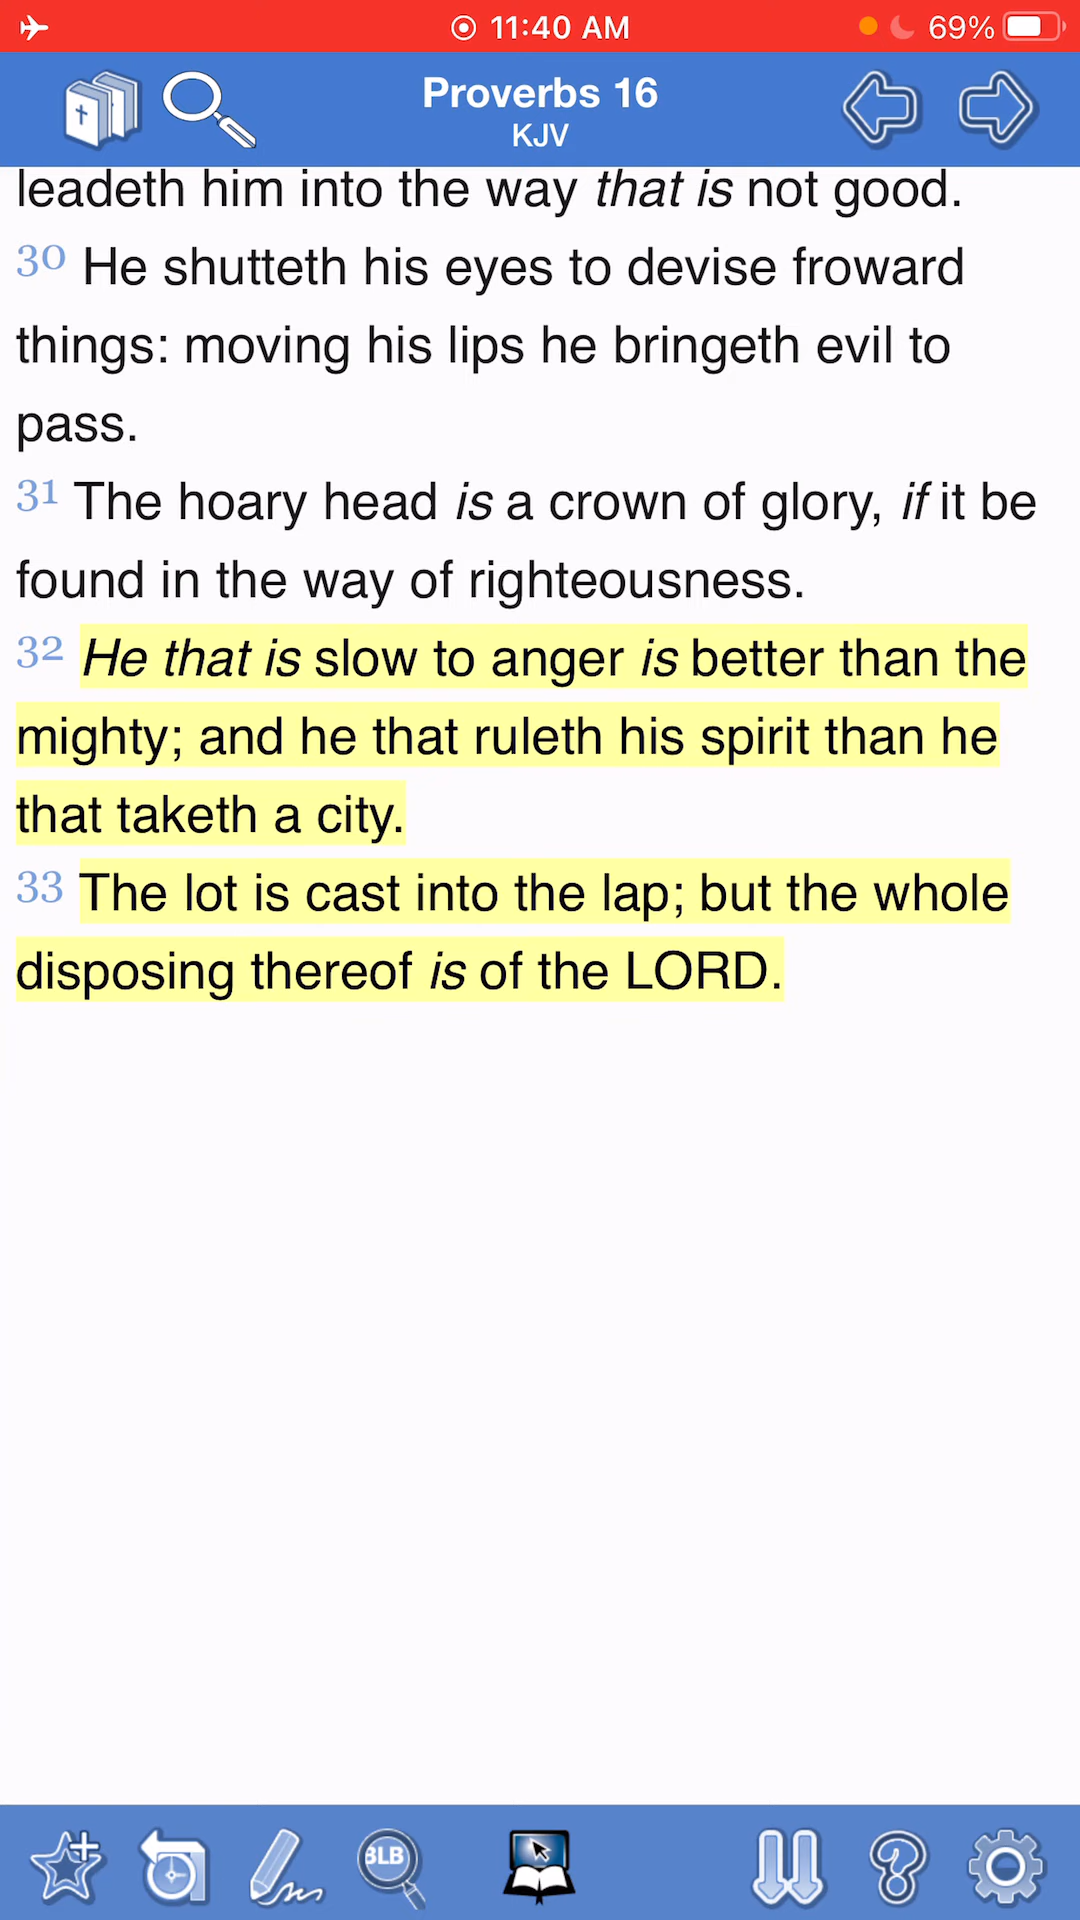 11:40 AM
69%
Proverbs 16
KJV
leadeth him into the way that is not good.
30 He shutteth his eyes to devise froward
things: moving his lips he bringeth evil to
pass.
31 The hoary head is a crown of glory, if it be
found in the way of righteousness.
32 He that is slow to anger is better than the
mighty; and he that ruleth his spirit than he
that taketh a city.
33 The lot is cast into the lap; but the whole
disposing thereof is of the LORD.
BLB